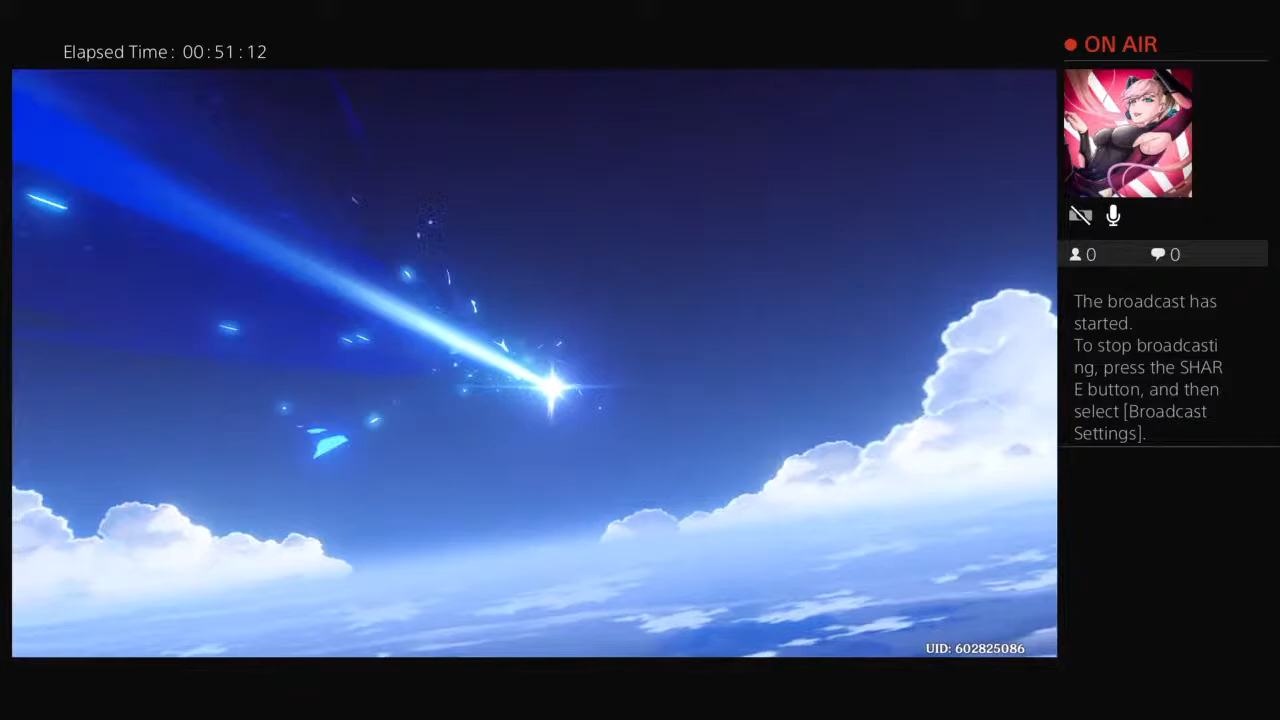 Elapsed Time: 00:51:12
ON AIR
0 0
The broadcast has
started.
To stop broadcasti
ng, press the SHAR
E button, and then
select [Broadcast
Settings].
UID: 602825086